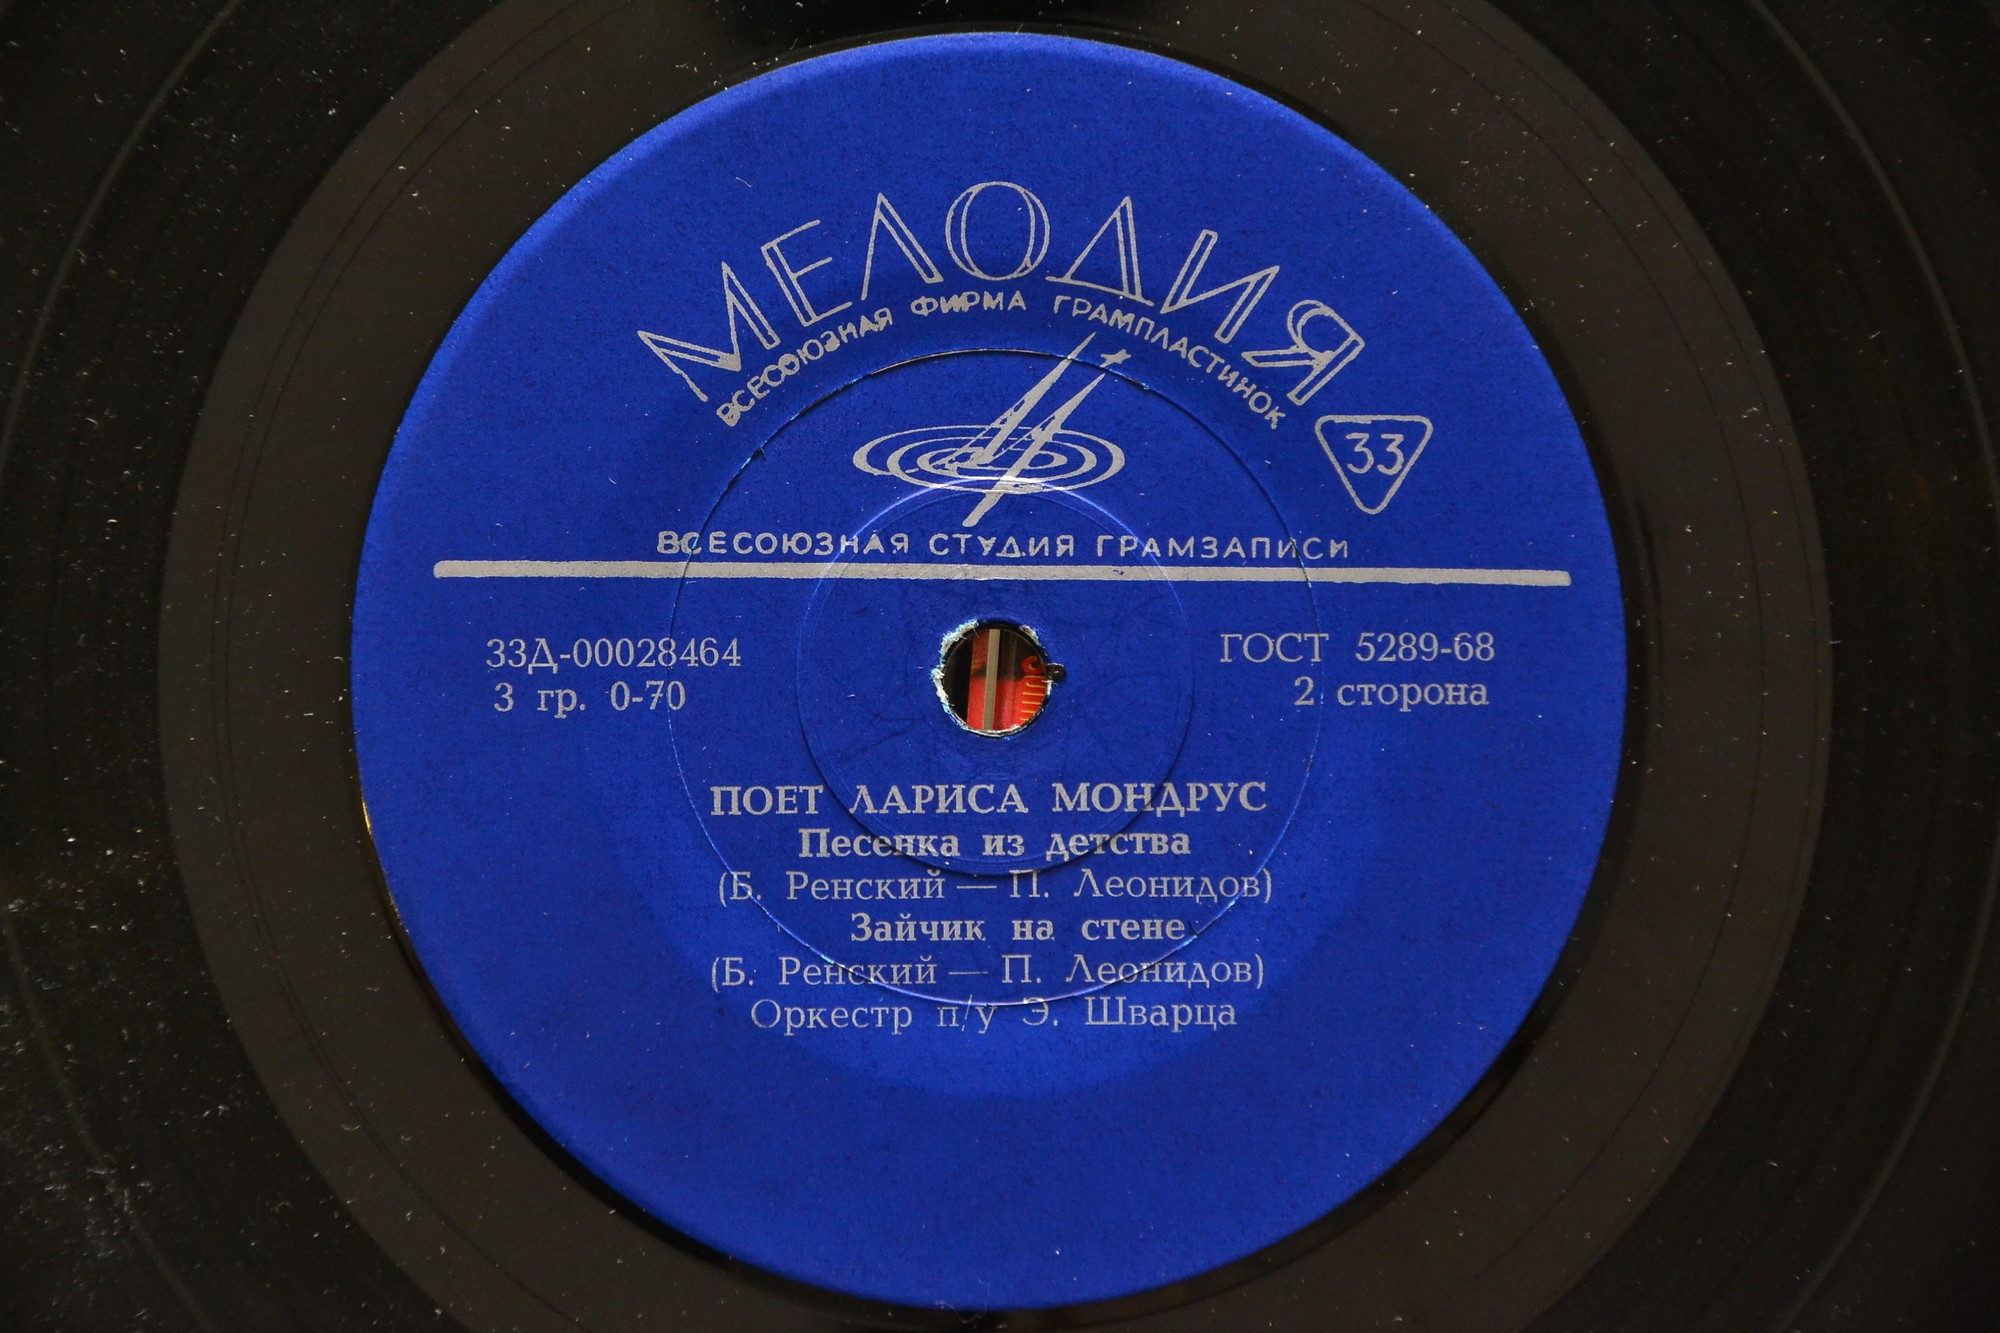 МЕЛОДИЯ
ВСЕСОЮЗНАЯ ФИРМА ГРАМПЛАСТИНОК
33
ВСЕСОЮЗНАЯ СТУДИЯ ГРАМЗАПИСИ
33Д-00028464
ГОСТ 5289-68
3 гр. 0-70
2 сторона
ПОЕТ ЛАРИСА МОНДРУС
Песенка из детства
(Б. Ренский — П. Леонидов)
Зайчик на стене
(Б. Ренский — П. Леонидов)
Оркестр п/у Э. Шварца